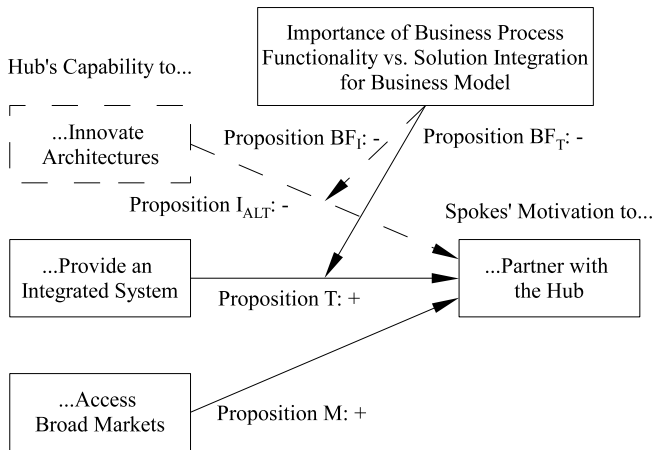 Importance of Business Process
Functionality vs. Solution Integration
for Business Model
Hub's Capability to...
...Innovate
Architectures
Proposition BF_I: -
Proposition BF_T: -
Proposition I_ALT: -
Spokes' Motivation to...
...Provide an
Integrated System
...Partner with
the Hub
Proposition T: +
...Access
Broad Markets
Proposition M: +